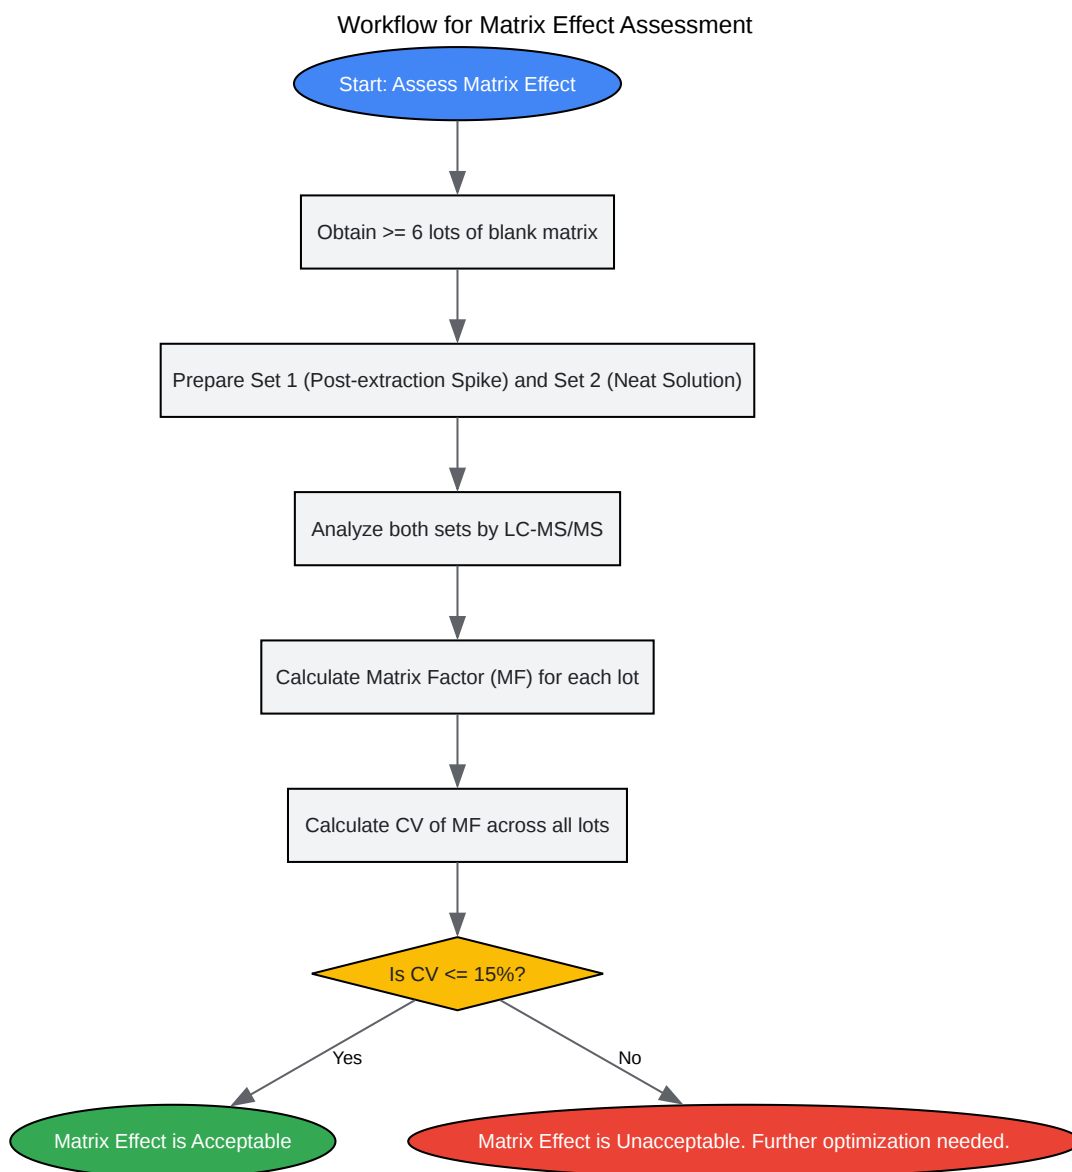 Workflow for Matrix Effect Assessment
Start: Assess Matrix Effect
Obtain >= 6 lots of blank matrix
Prepare Set 1 (Post-extraction Spike) and Set 2 (Neat Solution)
Analyze both sets by LC-MS/MS
Calculate Matrix Factor (MF) for each lot
Calculate CV of MF across all lots
Is CV <= 15%?
Yes
No
Matrix Effect is Acceptable
Matrix Effect is Unacceptable. Further optimization needed.